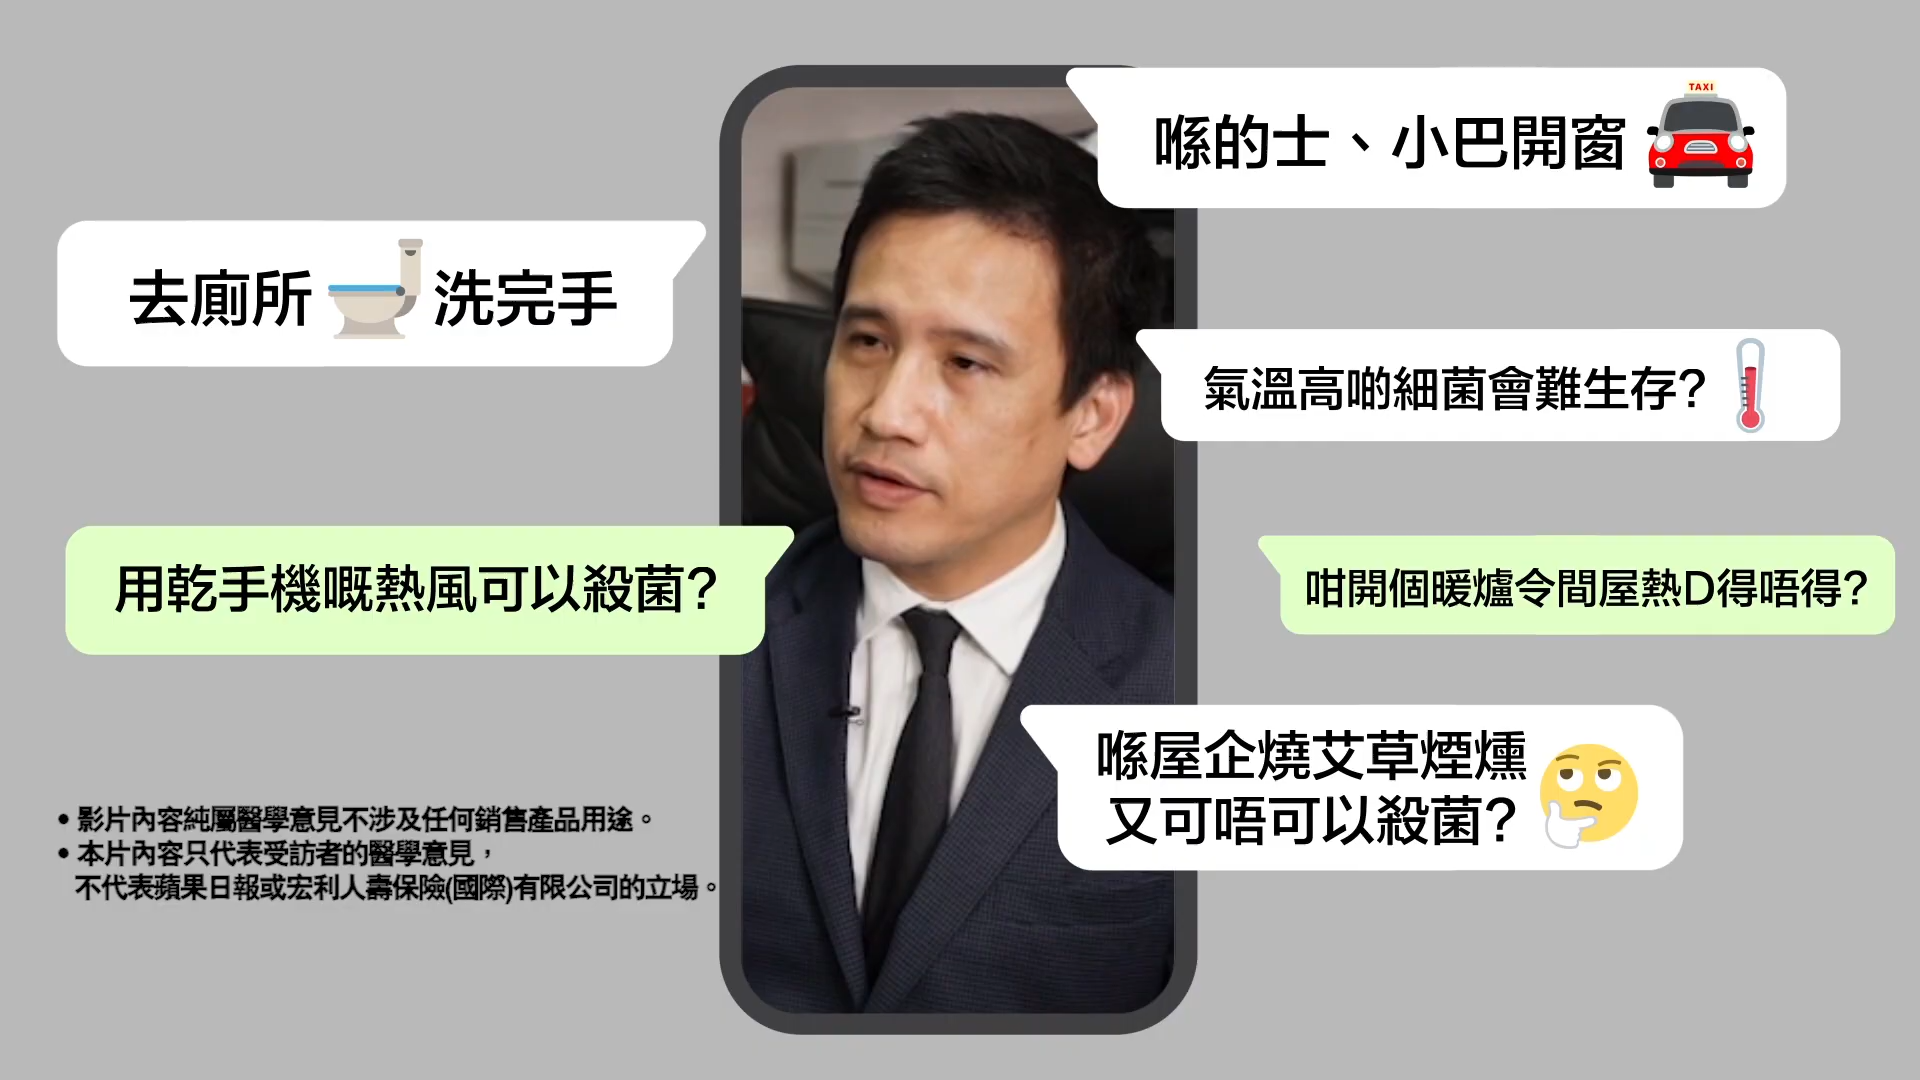 TAXI
喺的士、小巴開窗
去廁所洗完手
氣溫高啲細菌會難生存?
用乾手機嘅熱風可以殺菌?
咁開個暖爐令間屋熱D得唔得?
喺屋企燒艾草煙燻
又可唔可以殺菌?
• 影片內容純屬醫學意見不涉及任何銷售產品用途。
• 本片內容只代表受訪者的醫學意見，
不代表蘋果日報或宏利人壽保險(國際)有限公司的立場。